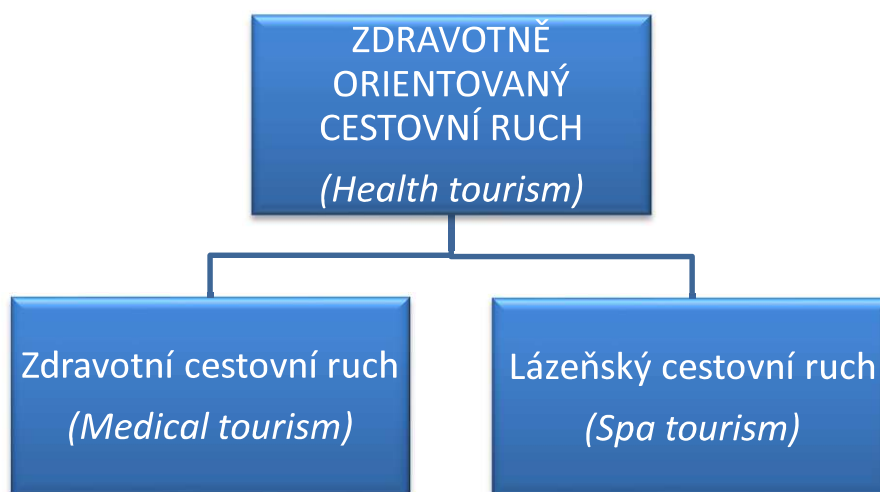 ZDRAVOTNĚ
ORIENTOVANÝ
CESTOVNÍ RUCH
(Health tourism)
Zdravotní cestovní ruch
(Medical tourism)
Lázeňský cestovní ruch
(Spa tourism)